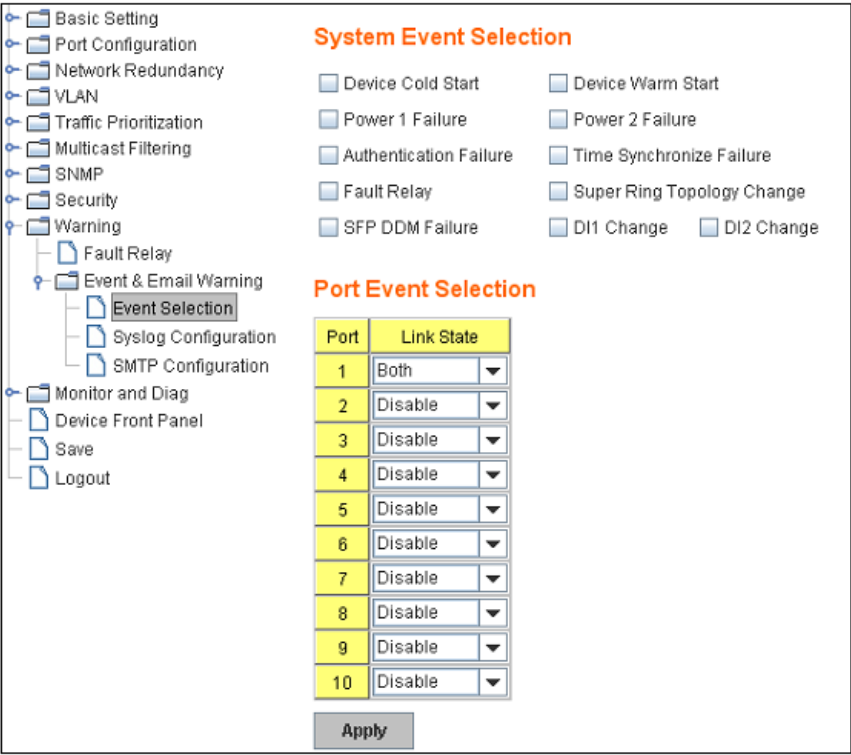 Basic Setting
Port Configuration
Network Redundancy
VLAN
Traffic Prioritization
Multicast Filtering
SNMP
Security
Warning
Fault Relay
Event & Email Warning
Event Selection
Syslog Configuration
SMTP Configuration
Monitor and Diag
Device Front Panel
Save
Logout
System Event Selection
Device Cold Start Device Warm Start
Power 1 Failure Power 2 Failure
Authentication Failure Time Synchronize Failure
Fault Relay Super Ring Topology Change
SFP DDM Failure DI1 Change DI2 Change
Port Event Selection
Port Link State
1 Both
2 Disable
3 Disable
4 Disable
5 Disable
6 Disable
7 Disable
8 Disable
9 Disable
10 Disable
Apply